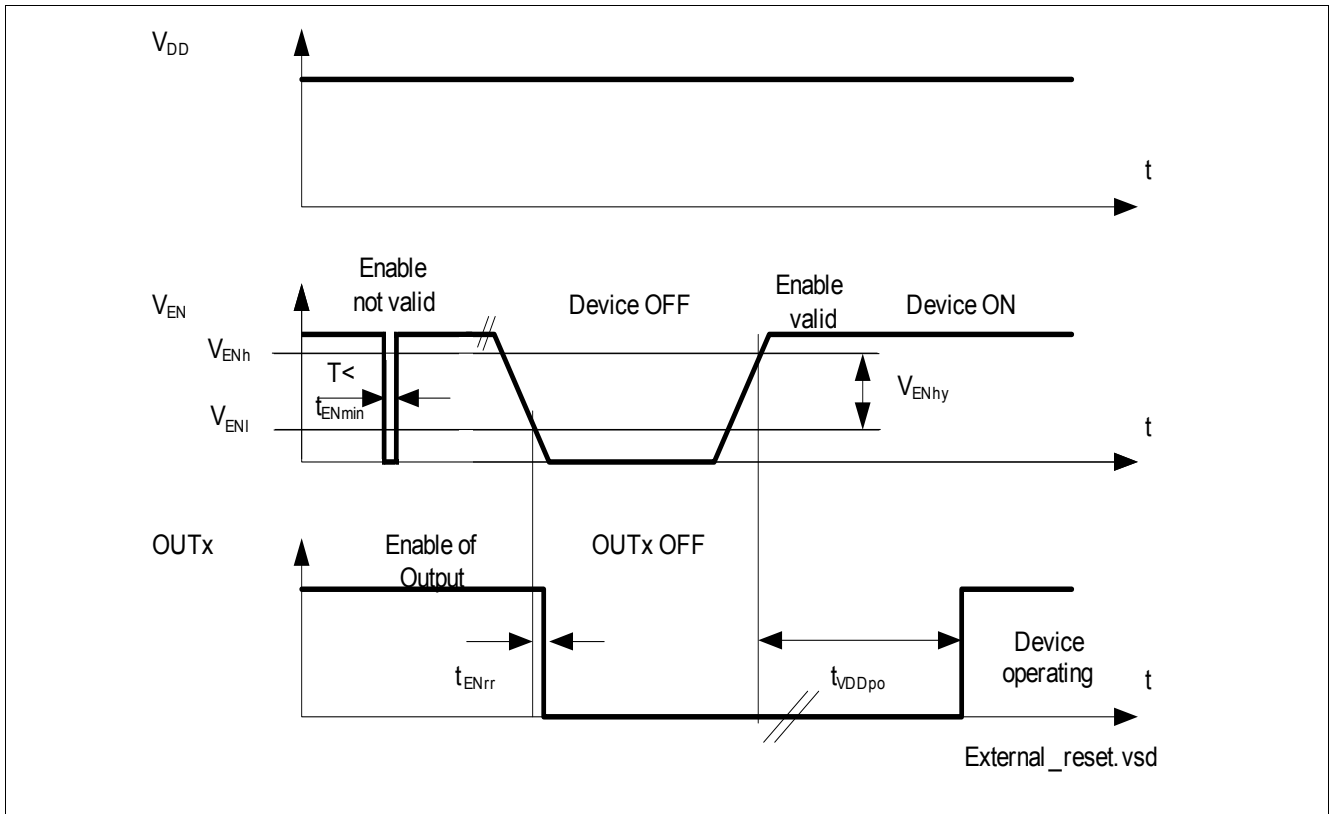 VDD
t
Enable
not valid
Device OFF
Enable
valid
Device ON
VEN
VENh
T<
tENmin
VENl
VENhy
t
OUTx
Enable of
Output
OUTx OFF
tENrr
tVDDpo
Device
operating
t
External_reset.vsd